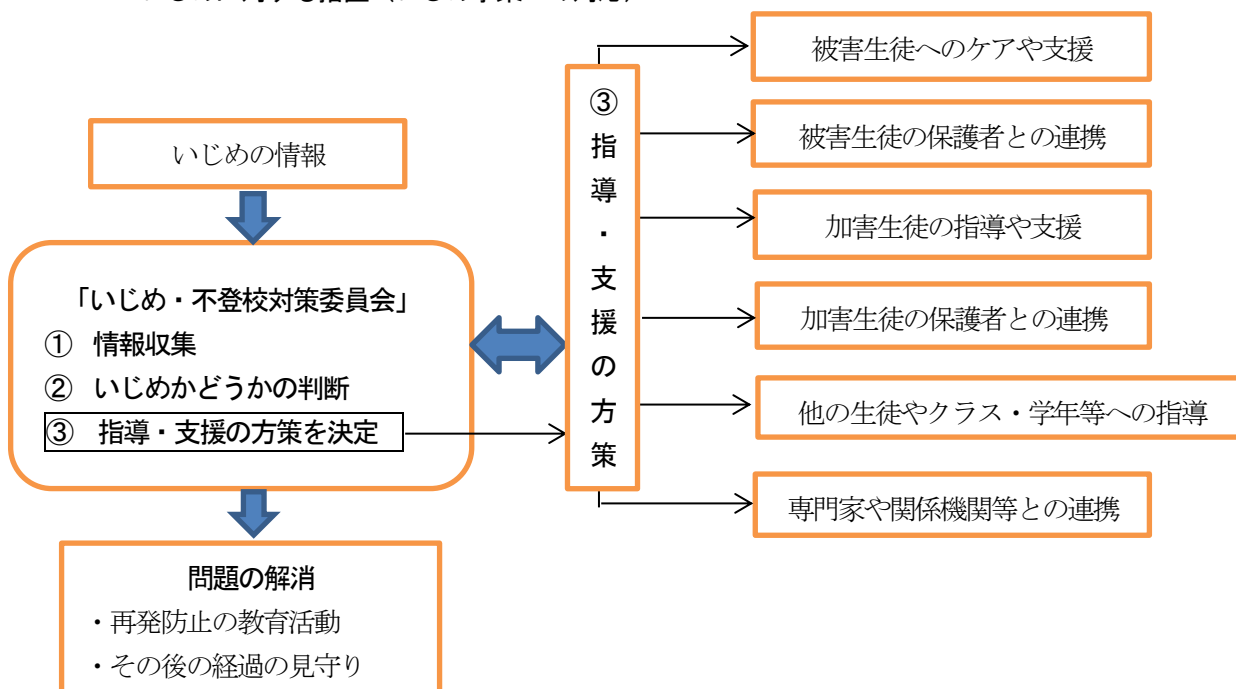 いじめの情報
「いじめ・不登校対策委員会」
① 情報収集
② いじめかどうかの判断
③ 指導・支援の方策を決定
問題の解消
・再発防止の教育活動
・その後の経過の見守り
③指導・支援の方策
被害生徒へのケアや支援
被害生徒の保護者との連携
加害生徒の指導や支援
加害生徒の保護者との連携
他の生徒やクラス・学年等への指導
専門家や関係機関等との連携